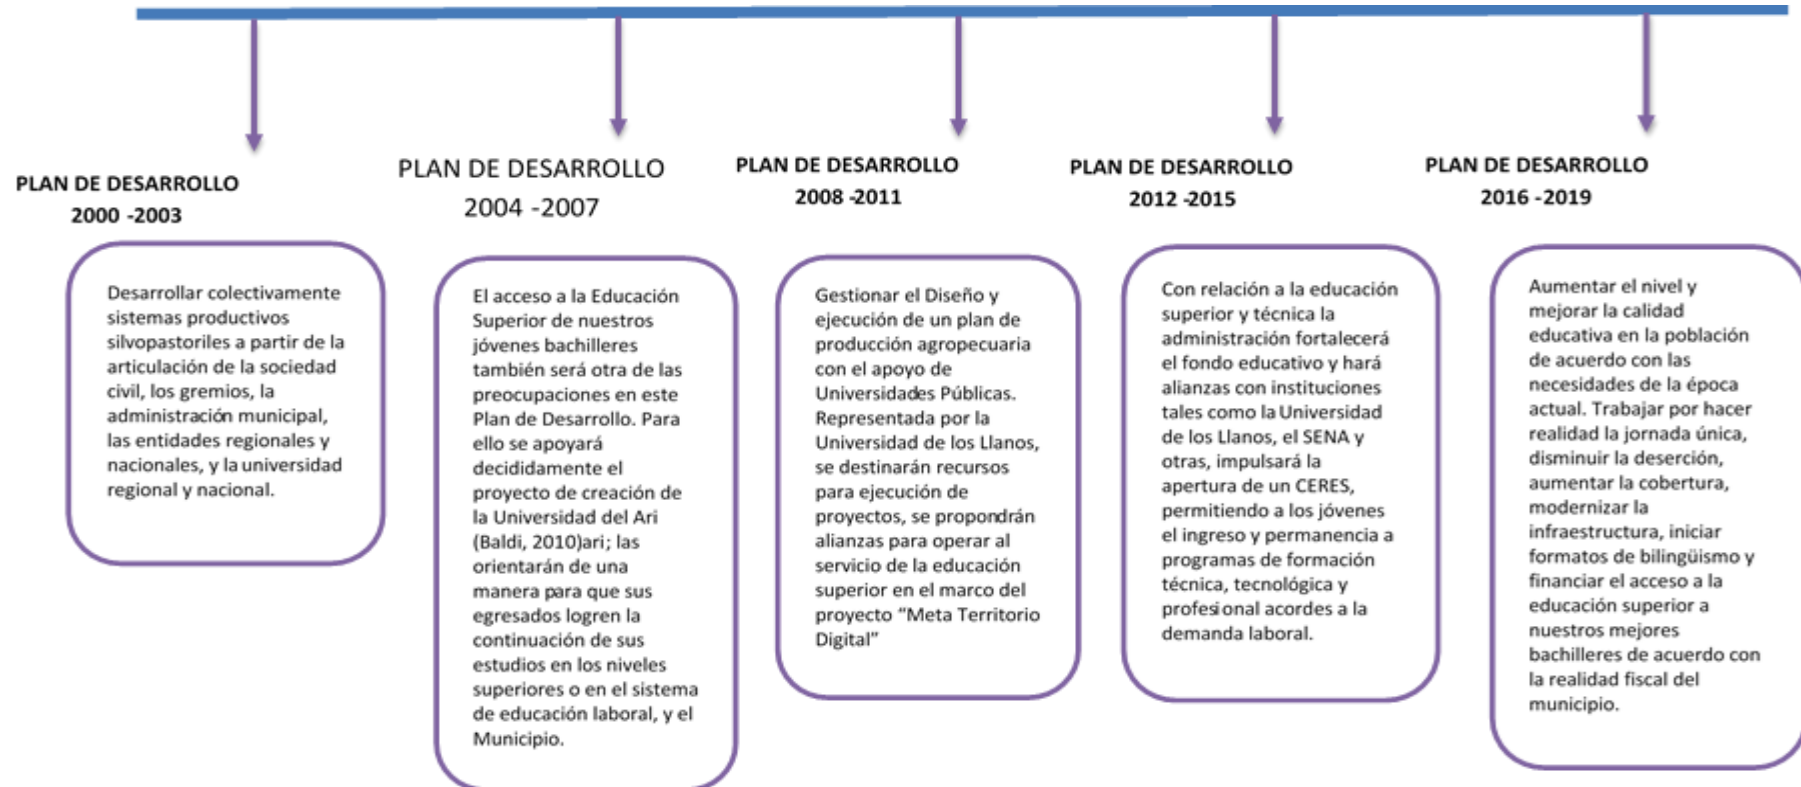 PLAN DE DESARROLLO
2000 -2003
Desarrollar colectivamente
sistemas productivos
silvopastoriles a partir de la
articulación de la sociedad
civil, los gremios, la
administración municipal,
las entidades regionales y
nacionales, y la universidad
regional y nacional.
PLAN DE DESARROLLO
2004 -2007
El acceso a la Educación
Superior de nuestros
jóvenes bachilleres
también será otra de las
preocupaciones en este
Plan de Desarrollo. Para
ello se apoyará
decididamente el
proyecto de creación de
la Universidad del Ari
(Baldi, 2010)ari; las
orientarán de una
manera para que sus
egresados logren la
continuación de sus
estudios en los niveles
superiores o en el sistema
de educación laboral, y el
Municipio.
PLAN DE DESARROLLO
2008 -2011
Gestionar el Diseño y
ejecución de un plan de
producción agropecuaria
con el apoyo de
Universidades Públicas.
Representada por la
Universidad de los Llanos,
se destinarán recursos
para ejecución de
proyectos, se propondrán
alianzas para operar al
servicio de la educación
superior en el marco del
proyecto “Meta Territorio
Digital”
PLAN DE DESARROLLO
2012 -2015
Con relación a la educación
superior y técnica la
administración fortalecerá
el fondo educativo y hará
alianzas con instituciones
tales como la Universidad
de los Llanos, el SENA y
otras, impulsará la
apertura de un CERES,
permitiendo a los jóvenes
el ingreso y permanencia a
programas de formación
técnica, tecnológica y
profesional acordes a la
demanda laboral.
PLAN DE DESARROLLO
2016 -2019
Aumentar el nivel y
mejorar la calidad
educativa en la población
de acuerdo con las
necesidades de la época
actual. Trabajar por hacer
realidad la jornada única,
disminuir la deserción,
aumentar la cobertura,
modernizar la
infraestructura, iniciar
formatos de bilingüismo y
financiar el acceso a la
educación superior a
nuestros mejores
bachilleres de acuerdo con
la realidad fiscal del
municipio.